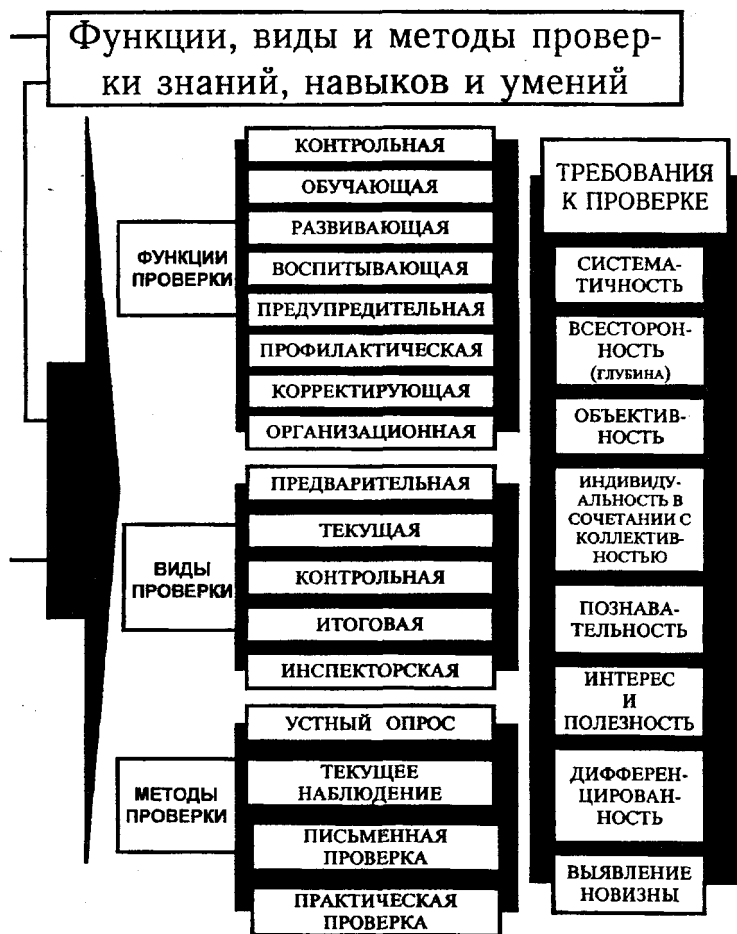 Функции, виды и методы провер-
ки знаний, навыков и умений
ФУНКЦИИ
ПРОВЕРКИ
КОНТРОЛЬНАЯ
ОБУЧАЮЩАЯ
РАЗВИВАЮЩАЯ
ВОСПИТЫВАЮЩАЯ
ПРЕДУПРЕДИТЕЛЬНАЯ
ПРОФИЛАКТИЧЕСКАЯ
КОРРЕКТИРУЮЩАЯ
ОРГАНИЗАЦИОННАЯ
ВИДЫ
ПРОВЕРКИ
ПРЕДВАРИТЕЛЬНАЯ
ТЕКУЩАЯ
КОНТРОЛЬНАЯ
ИТОГОВАЯ
ИНСПЕКТОРСКАЯ
МЕТОДЫ
ПРОВЕРКИ
УСТНЫЙ ОПРОС
ТЕКУЩЕЕ
НАБЛЮДЕНИЕ
ПИСЬМЕННАЯ
ПРОВЕРКА
ПРАКТИЧЕСКАЯ
ПРОВЕРКА
ТРЕБОВАНИЯ
К ПРОВЕРКЕ
СИСТЕМА-
ТИЧНОСТЬ
ВСЕСТОРОН-
НОСТЬ
(ГЛУБИНА)
ОБЪЕКТИВ-
НОСТЬ
ИНДИВИДУ-
АЛЬНОСТЬ В
СОЧЕТАНИИ С
КОЛЛЕКТИВ-
НОСТЬЮ
ПОЗНАВА-
ТЕЛЬНОСТЬ
ИНТЕРЕС
И
ПОЛЕЗНОСТЬ
ДИФФЕРЕН-
ЦИРОВАН-
НОСТЬ
ВЫЯВЛЕНИЕ
НОВИЗНЫ